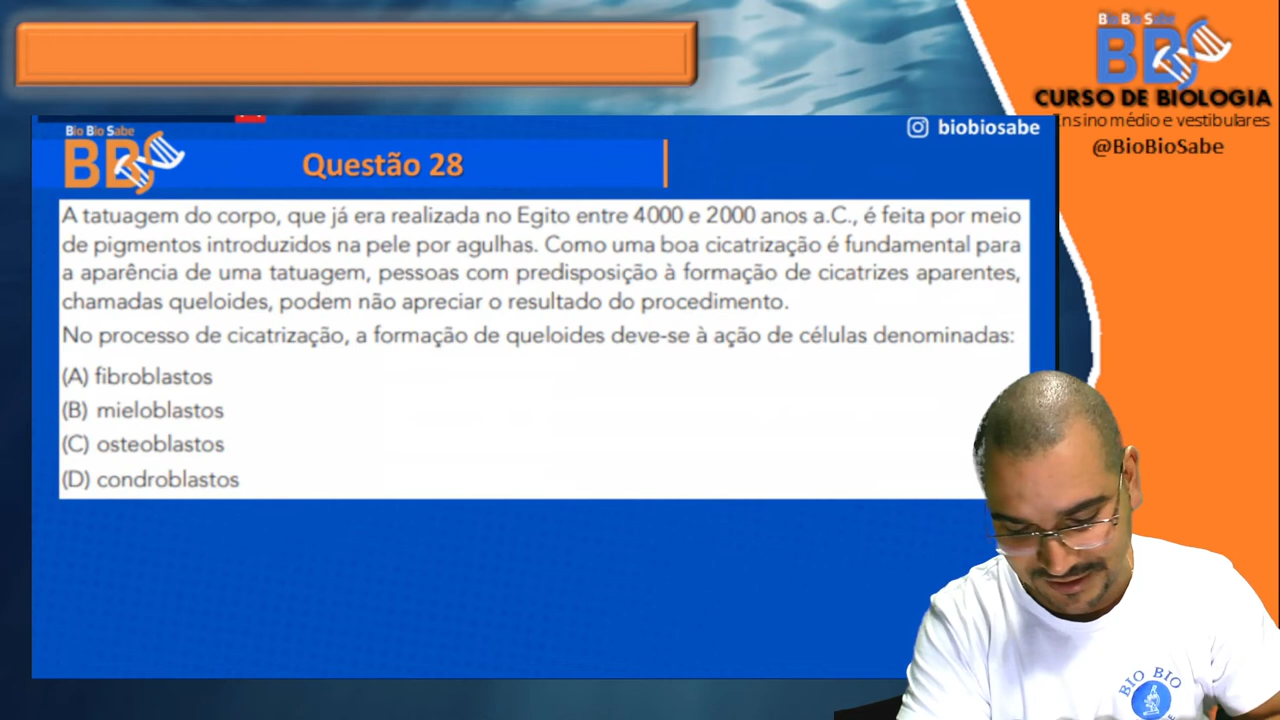 Bio Bio Sabe
BBS
CURSO DE BIOLOGIA
Ensino médio e vestibulares
@BioBioSabe
biobiosabe
Bio Bio Sabe
BBS
Questão 28
A tatuagem do corpo, que já era realizada no Egito entre 4000 e 2000 anos a.C., é feita por meio
de pigmentos introduzidos na pele por agulhas. Como uma boa cicatrização é fundamental para
a aparência de uma tatuagem, pessoas com predisposição à formação de cicatrizes aparentes,
chamadas queloides, podem não apreciar o resultado do procedimento.
No processo de cicatrização, a formação de queloides deve-se à ação de células denominadas:
(A) fibroblastos
(B) mieloblastos
(C) osteoblastos
(D) condroblastos
BIO BIO